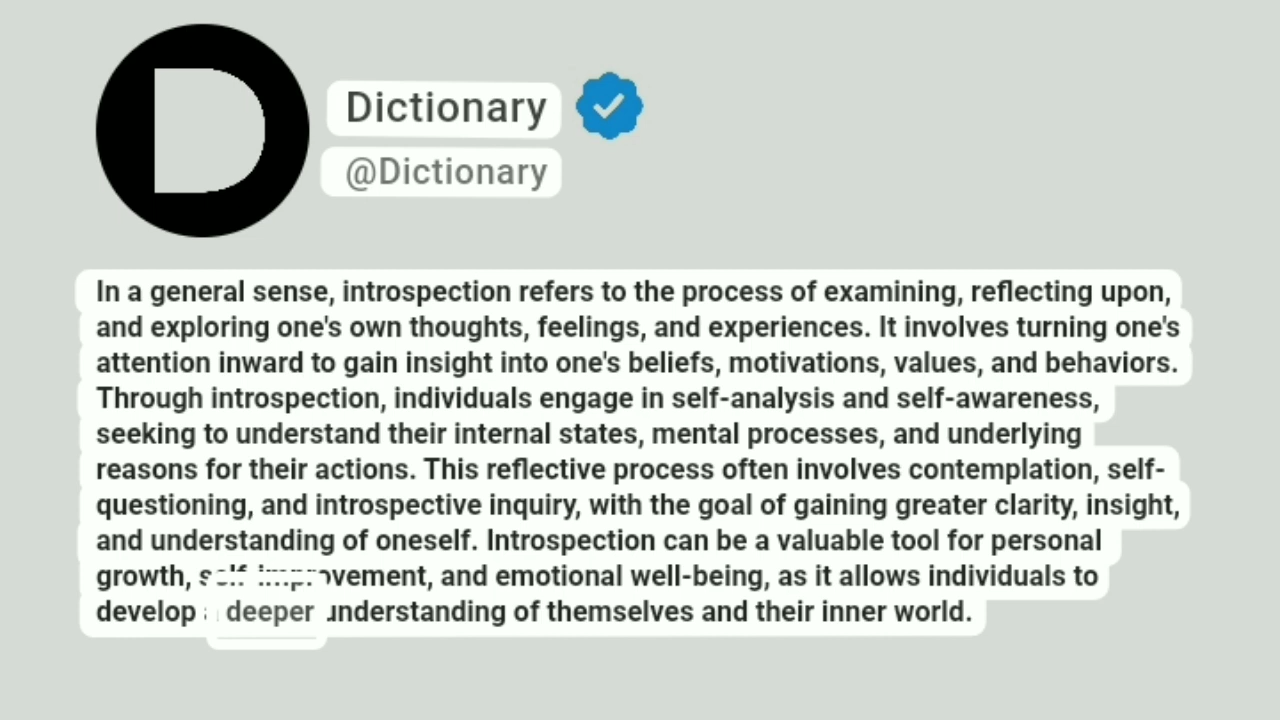 D
Dictionary
@Dictionary
In a general sense, introspection refers to the process of examining, reflecting upon,
and exploring one's own thoughts, feelings, and experiences. It involves turning one's
attention inward to gain insight into one's beliefs, motivations, values, and behaviors.
Through introspection, individuals engage in self-analysis and self-awareness,
seeking to understand their internal states, mental processes, and underlying
reasons for their actions. This reflective process often involves contemplation, self-
questioning, and introspective inquiry, with the goal of gaining greater clarity, insight,
and understanding of oneself. Introspection can be a valuable tool for personal
growth, self-improvement, and emotional well-being, as it allows individuals to
develop deeper understanding of themselves and their inner world.